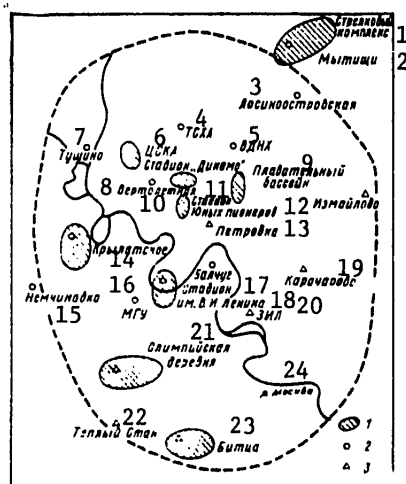 Стрелковый 1
комплекс
Мытищи 2
3
Лосиноостровская
4
ТСХА
5
ВДНХ
6
ЦСКА
7
Тушино
Стадион „Динамо"
9
Плавательный
бассейн
8
Вертолетная
10
11
Стадион
Юных пионеров
12
Измайлово
Петровка 13
Крылатское
14
Балчуг
17
Стадион
им. В. И. Ленина
18
ЗИЛ
Карачарово
19
20
Немчиновка
15
16
МГУ
21
Олимпийская
деревня
24
р. Москва
22
Теплый Стан
23
Битца
1
2
3